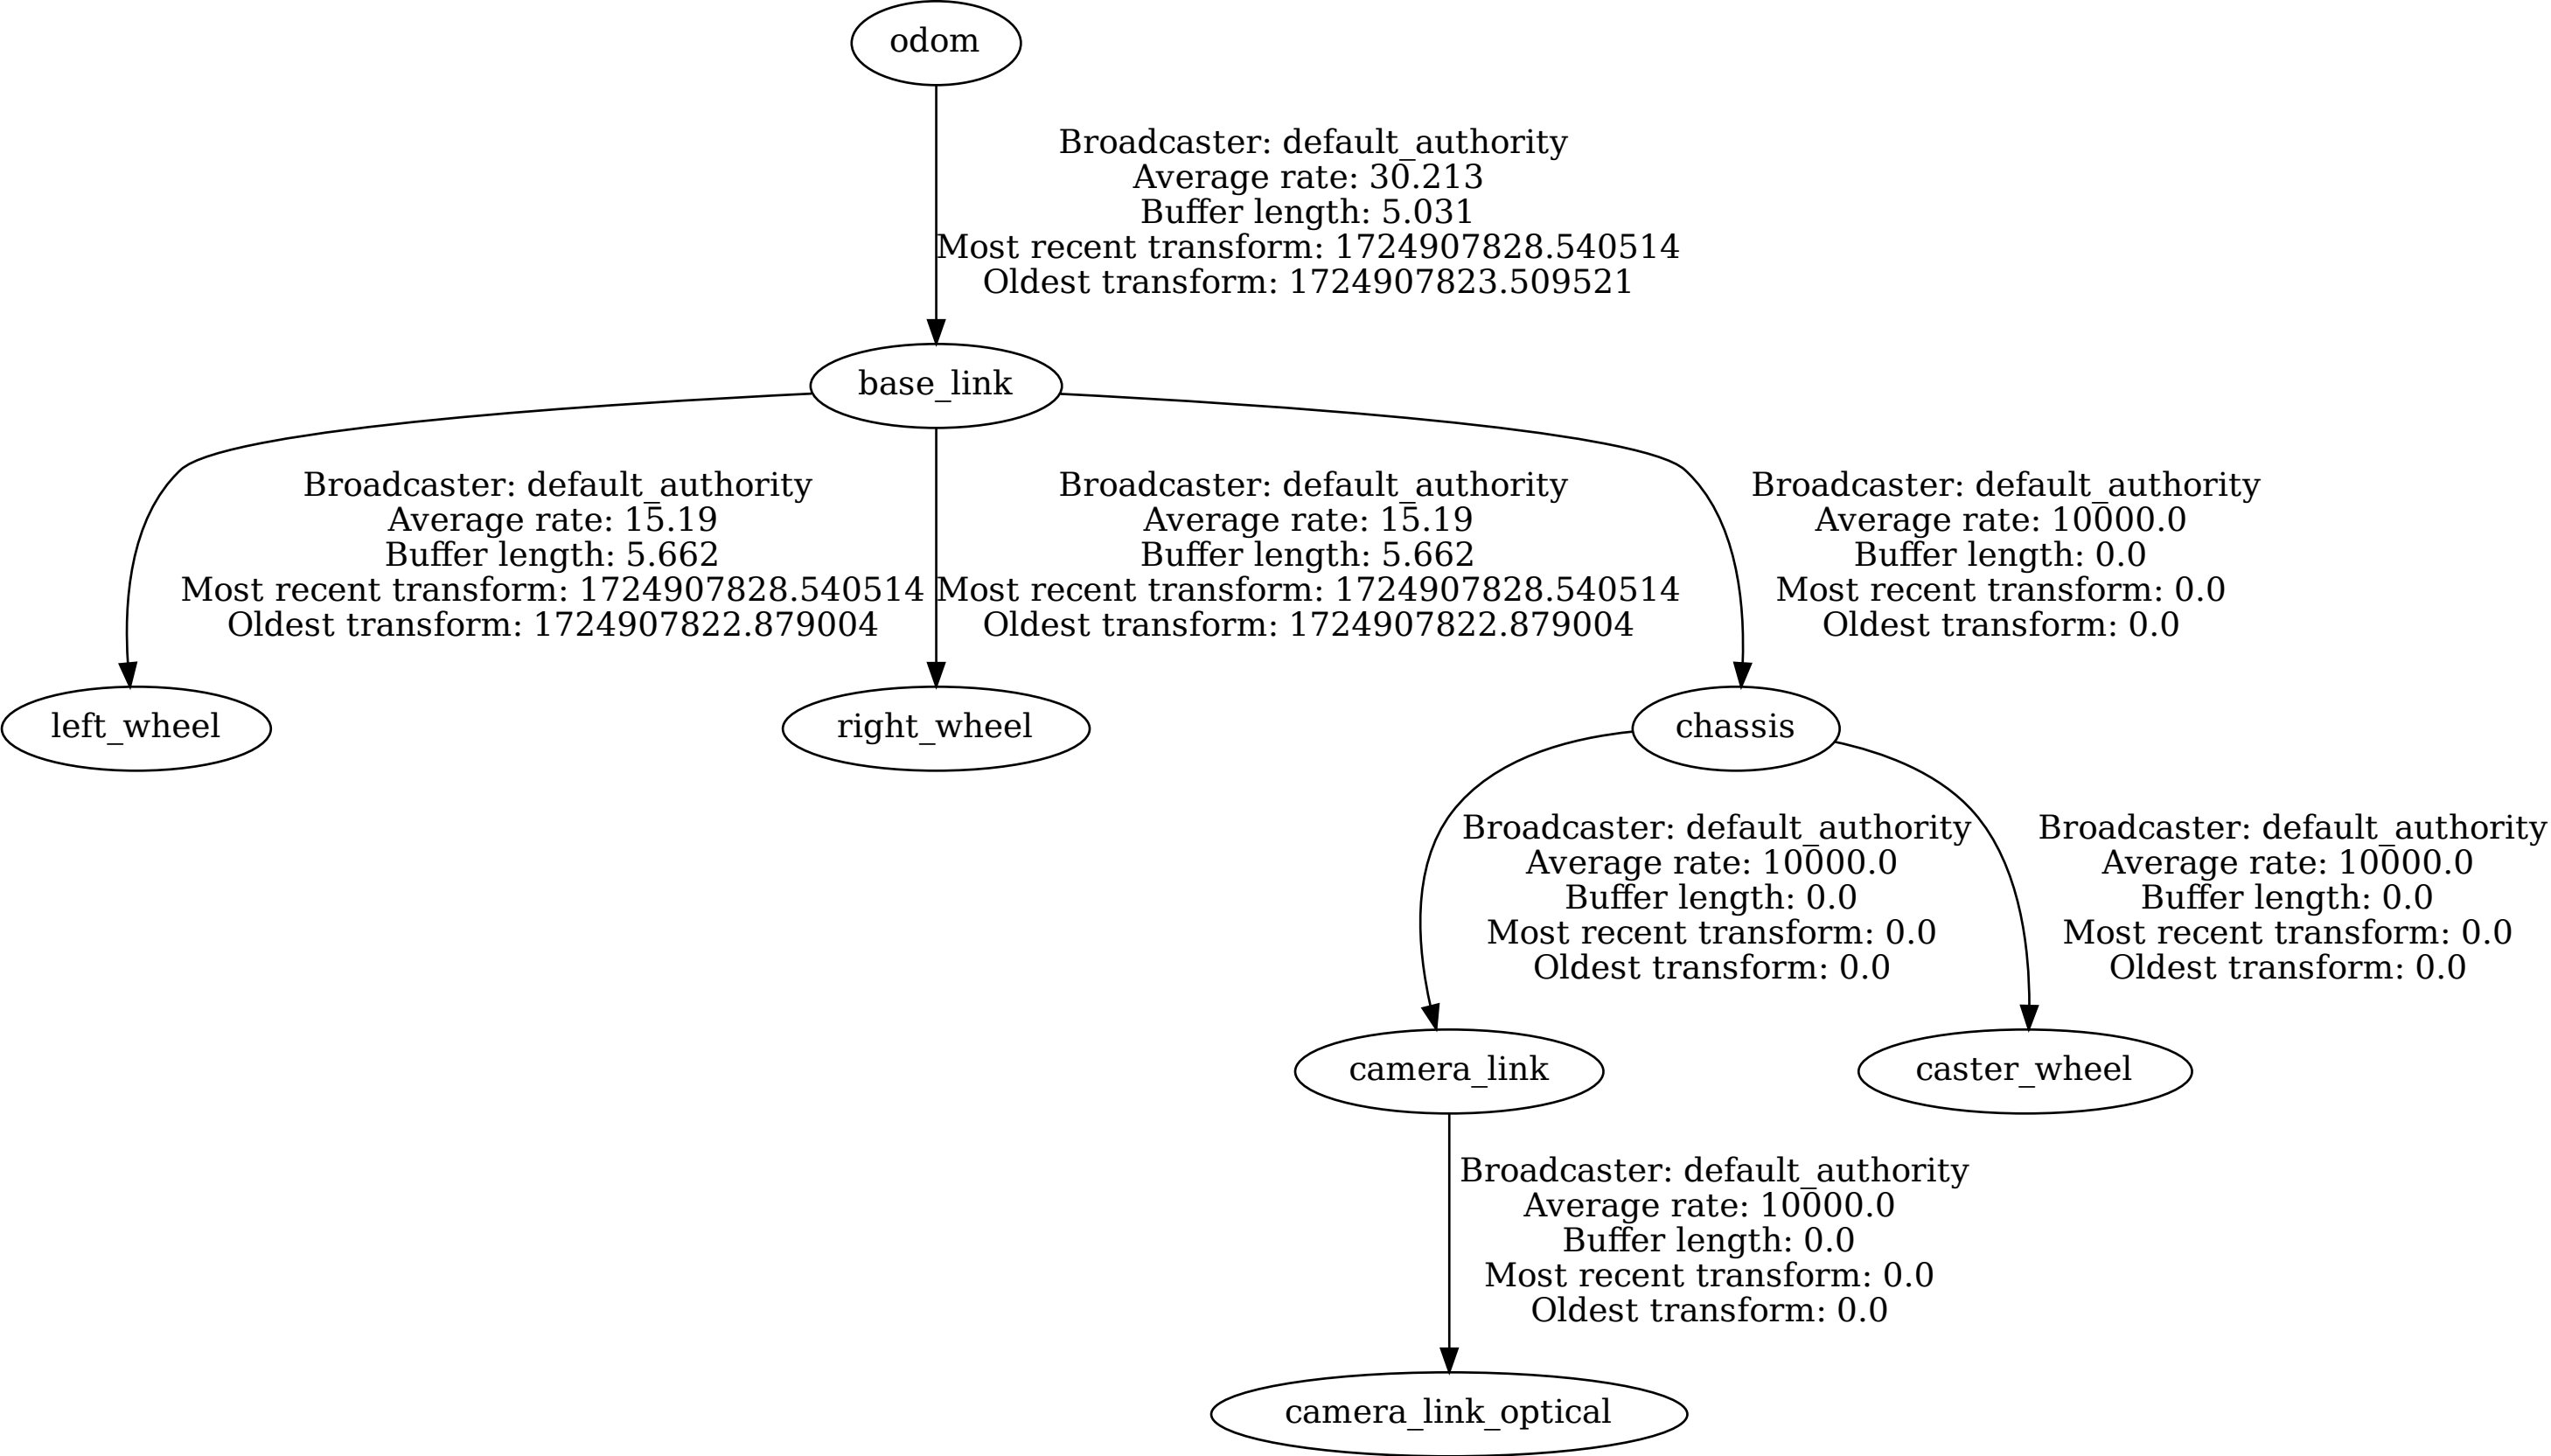 odom
Broadcaster: default_authority
Average rate: 30.213
Buffer length: 5.031
Most recent transform: 1724907828.540514
Oldest transform: 1724907823.509521
base_link
Broadcaster: default_authority
Average rate: 15.19
Buffer length: 5.662
Most recent transform: 1724907828.540514
Oldest transform: 1724907822.879004
Broadcaster: default_authority
Average rate: 15.19
Buffer length: 5.662
Most recent transform: 1724907828.540514
Oldest transform: 1724907822.879004
Broadcaster: default_authority
Average rate: 10000.0
Buffer length: 0.0
Most recent transform: 0.0
Oldest transform: 0.0
left_wheel
right_wheel
chassis
Broadcaster: default_authority
Average rate: 10000.0
Buffer length: 0.0
Most recent transform: 0.0
Oldest transform: 0.0
Broadcaster: default_authority
Average rate: 10000.0
Buffer length: 0.0
Most recent transform: 0.0
Oldest transform: 0.0
camera_link
caster_wheel
Broadcaster: default_authority
Average rate: 10000.0
Buffer length: 0.0
Most recent transform: 0.0
Oldest transform: 0.0
camera_link_optical